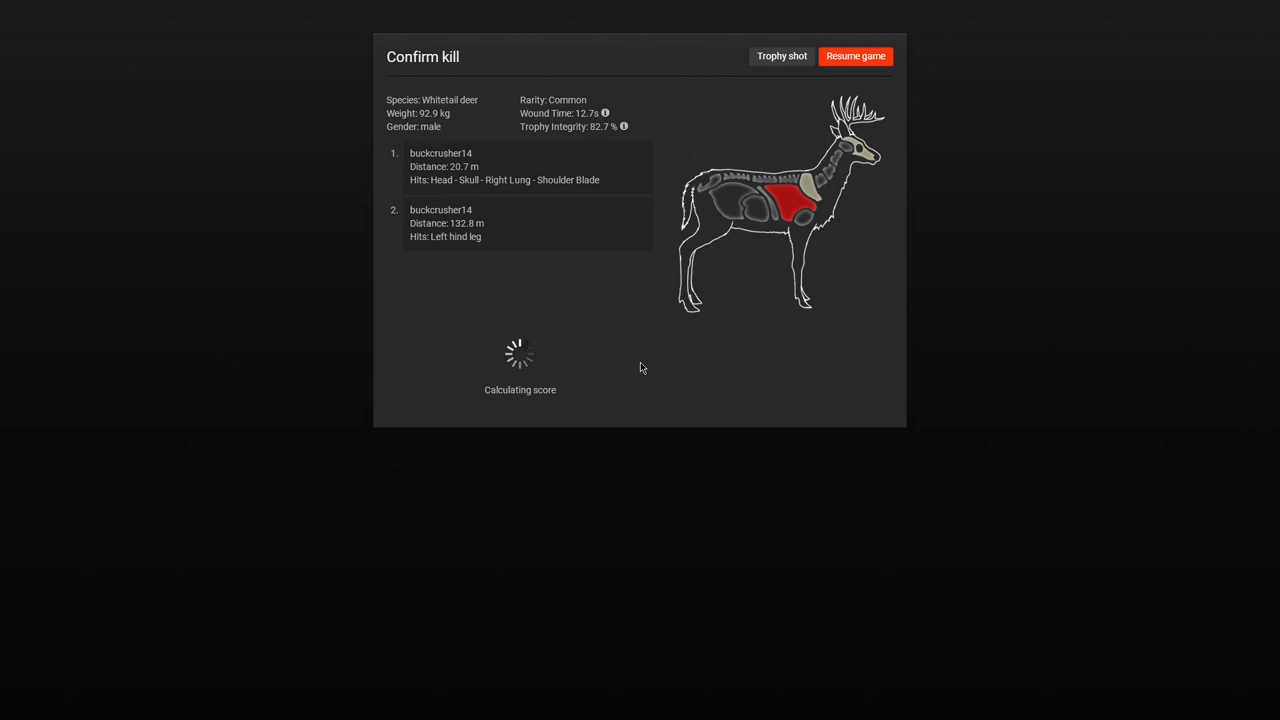 Confirm kill
Trophy shot
Resume game
Species: Whitetail deer
Weight: 92.9 kg
Gender: male
Rarity: Common
Wound Time: 12.7s
Trophy Integrity: 82.7 %
1.
buckcrusher14
Distance: 20.7 m
Hits: Head - Skull - Right Lung - Shoulder Blade
2.
buckcrusher14
Distance: 132.8 m
Hits: Left hind leg
Calculating score